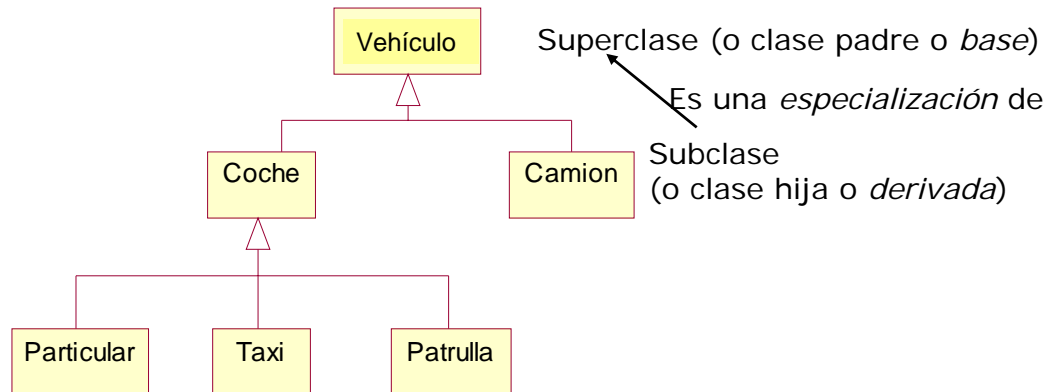 Vehículo
Superclase (o clase padre o base)
Es una especialización de
Coche
Camion
Subclase
(o clase hija o derivada)
Particular
Taxi
Patrulla